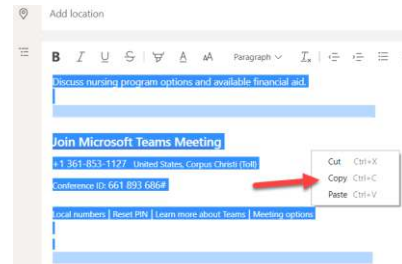 Add location
B I U S A AA Paragraph
Discuss nursing program options and available financial aid.
Join Microsoft Teams Meeting
+1 361-853-1127 United States, Corpus Christi (Toll)
Conference ID: 661 893 686#
Local numbers | Reset PIN | Learn more about Teams | Meeting options
Cut Ctrl+X
Copy Ctrl+C
Paste Ctrl+V